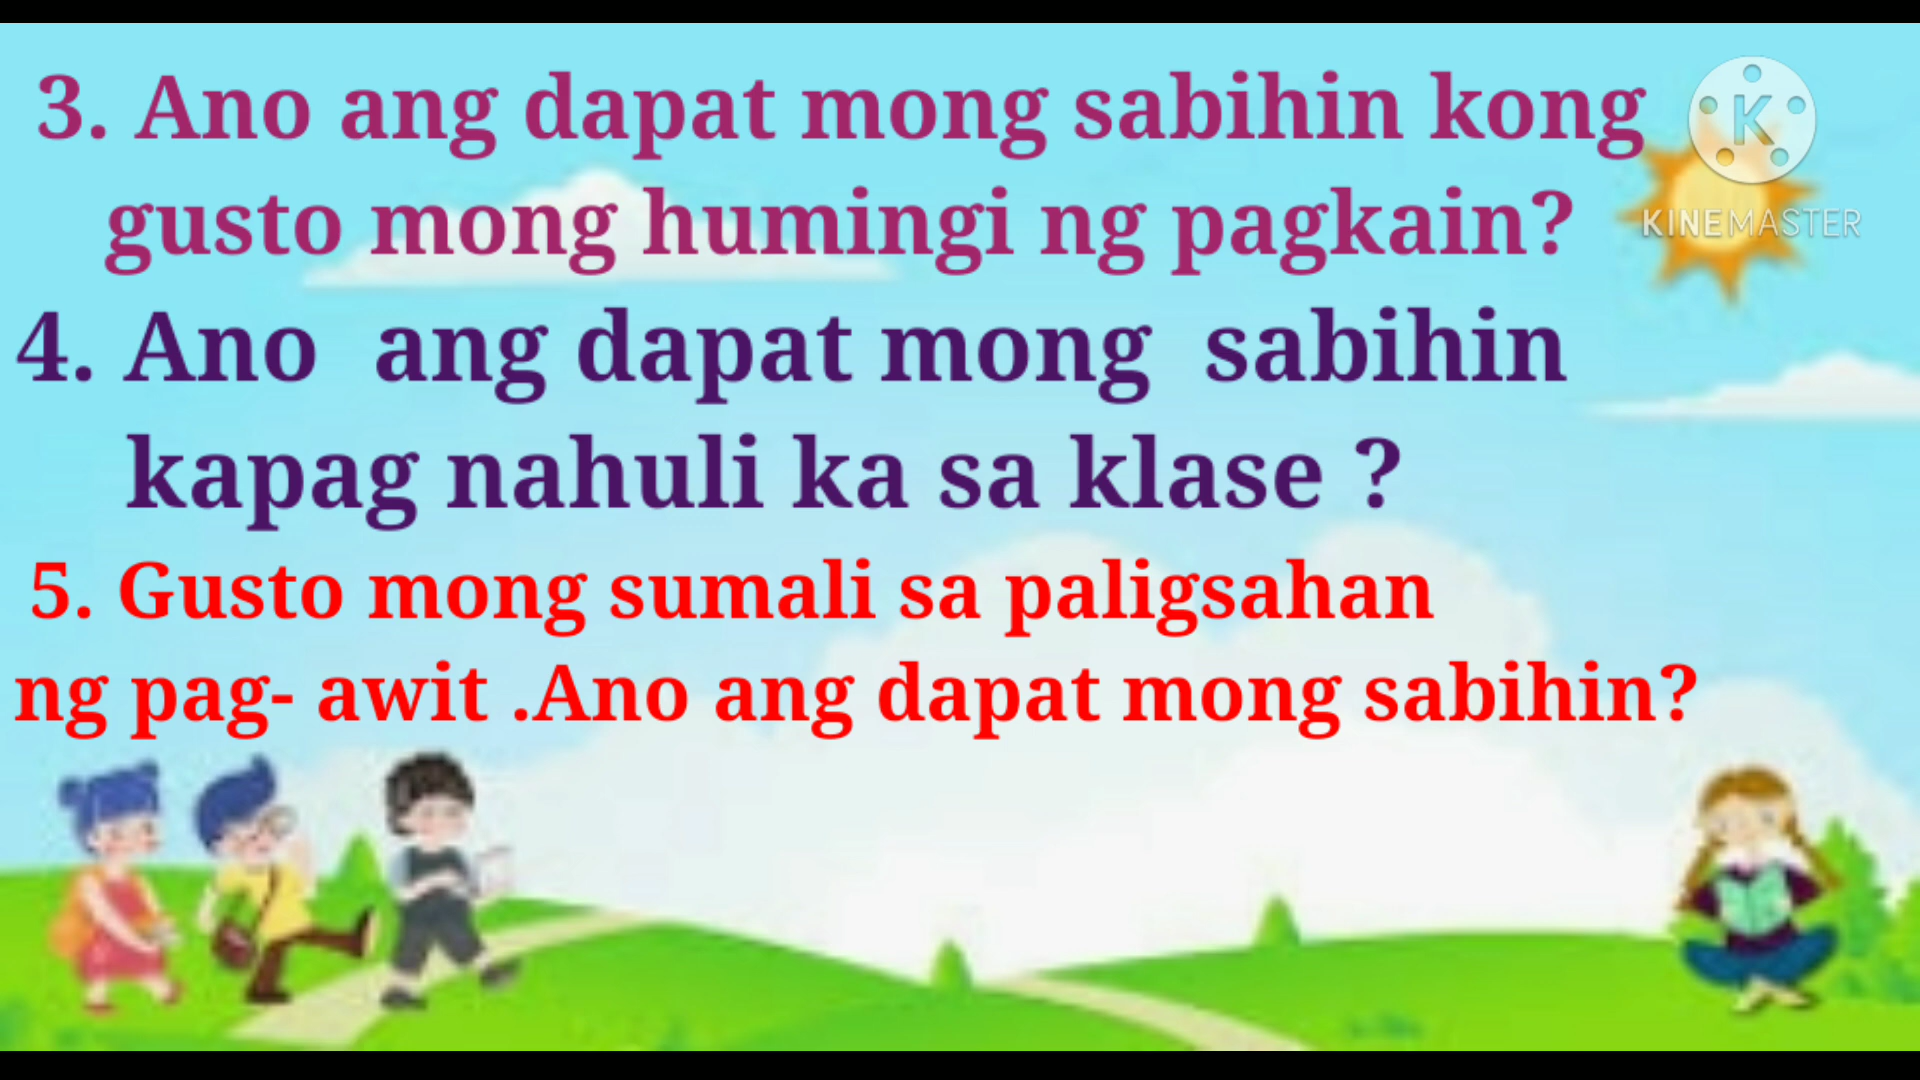 3. Ano ang dapat mong sabihin kong
gusto mong humingi ng pagkain?
4. Ano ang dapat mong sabihin
kapag nahuli ka sa klase ?
5. Gusto mong sumali sa paligsahan
ng pag- awit .Ano ang dapat mong sabihin?
K
KINEMASTER